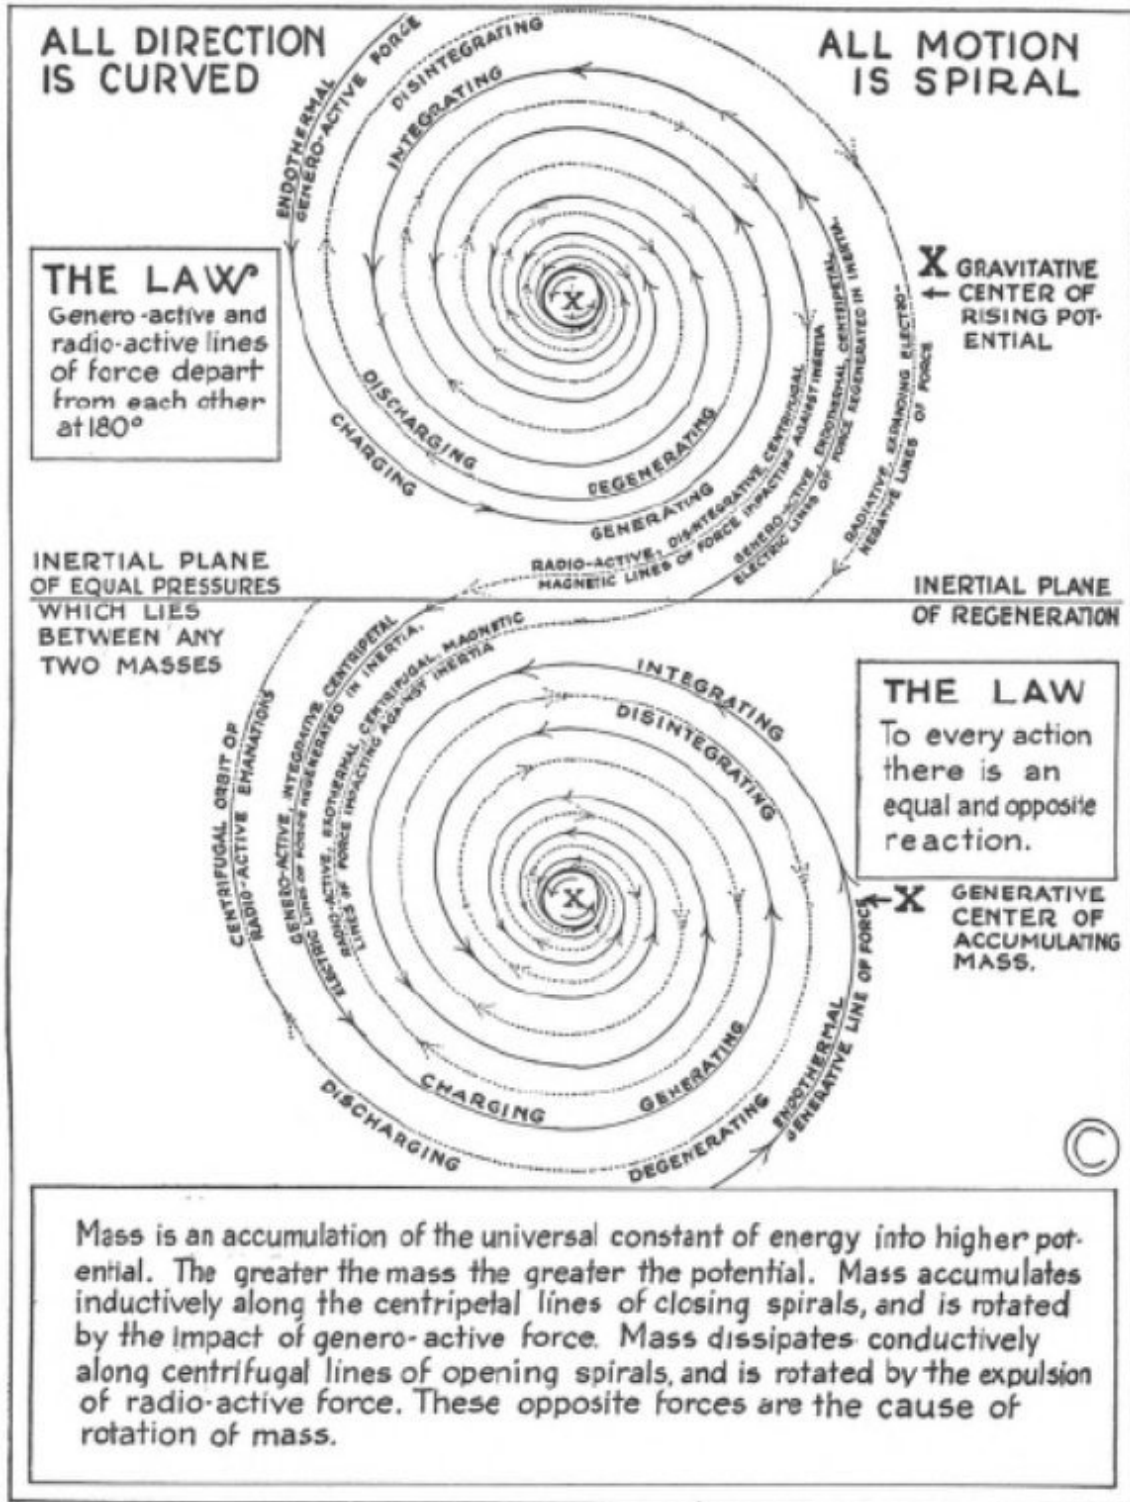 ALL DIRECTION
IS CURVED
ALL MOTION
IS SPIRAL
ENDOTHERMAL
GENERO-ACTIVE FORCE
DISINTEGRATING
INTEGRATING
THE LAW
Genero-active and
radio-active lines
of force depart
from each other
at 180°
X GRAVITATIVE
CENTER OF
RISING POT-
ENTIAL
X
DISCHARGING
CHARGING
DEGENERATING
GENERATING
RADIO-ACTIVE, DISINTEGRATIVE, CENTRIFUGAL
MAGNETIC LINES OF FORCE IMPACTING AGAINST INERTIA
GENERO-ACTIVE, ENDOTHERMAL, CENTRIPETAL,
ELECTRIC LINES OF FORCE REGENERATED IN INERTIA.
RADIATIVE, EXPANDING ELECTRO-
NEGATIVE LINES OF FORCE
INERTIAL PLANE
OF EQUAL PRESSURES
WHICH LIES
BETWEEN ANY
TWO MASSES
INERTIAL PLANE
OF REGENERATION
CENTRIFUGAL ORBIT OF
RADIO-ACTIVE EMANATIONS
GENERO-ACTIVE, INTEGRATIVE, CENTRIPETAL
ELECTRIC LINES OF FORCE REGENERATED IN INERTIA.
RADIO-ACTIVE, EXOTHERMAL, CENTRIFUGAL, MAGNETIC
LINES OF FORCE IMPACTING AGAINST INERTIA
INTEGRATING
DISINTEGRATING
THE LAW
To every action
there is an
equal and opposite
reaction.
X
X GENERATIVE
CENTER OF
ACCUMULATING
MASS.
CHARGING
GENERATING
DISCHARGING
DEGENERATING
ENDOTHERMAL
GENERATIVE LINE OF FORCE
©
Mass is an accumulation of the universal constant of energy into higher pot-
ential. The greater the mass the greater the potential. Mass accumulates
inductively along the centripetal lines of closing spirals, and is rotated
by the impact of genero-active force. Mass dissipates conductively
along centrifugal lines of opening spirals, and is rotated by the expulsion
of radio-active force. These opposite forces are the cause of
rotation of mass.